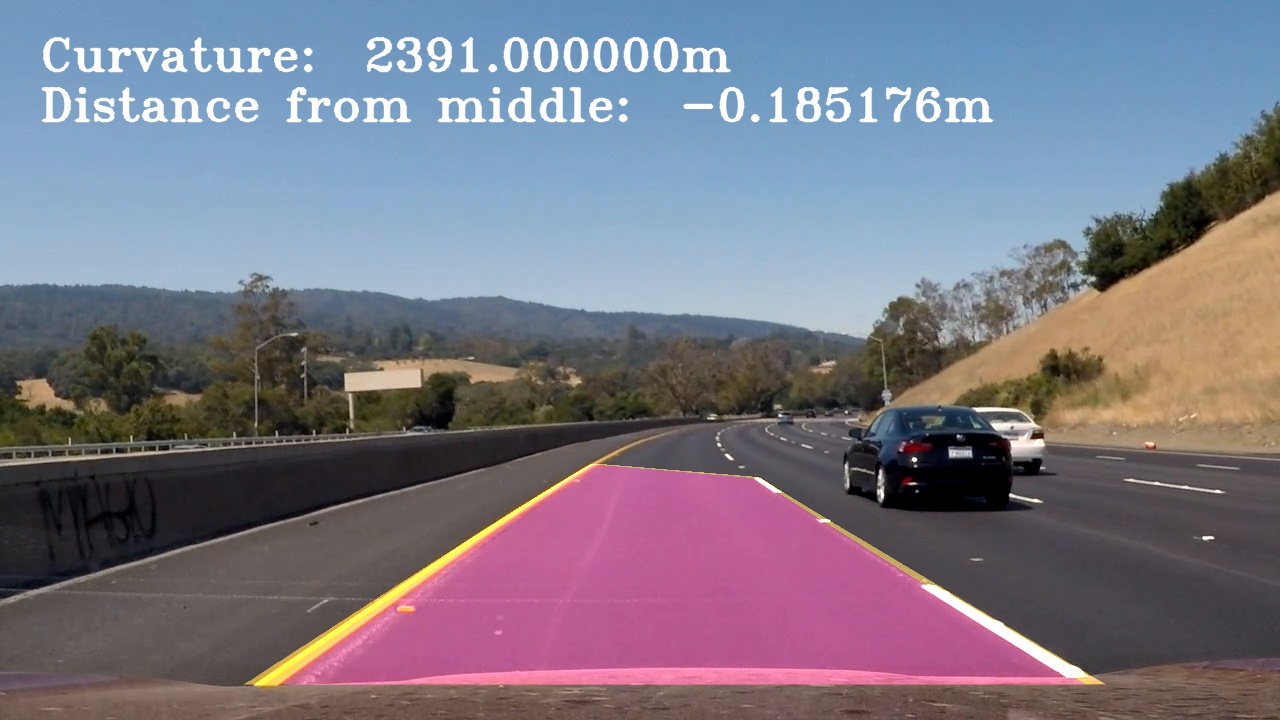 Curvature:  2391.000000m
Distance from middle:  -0.185176m